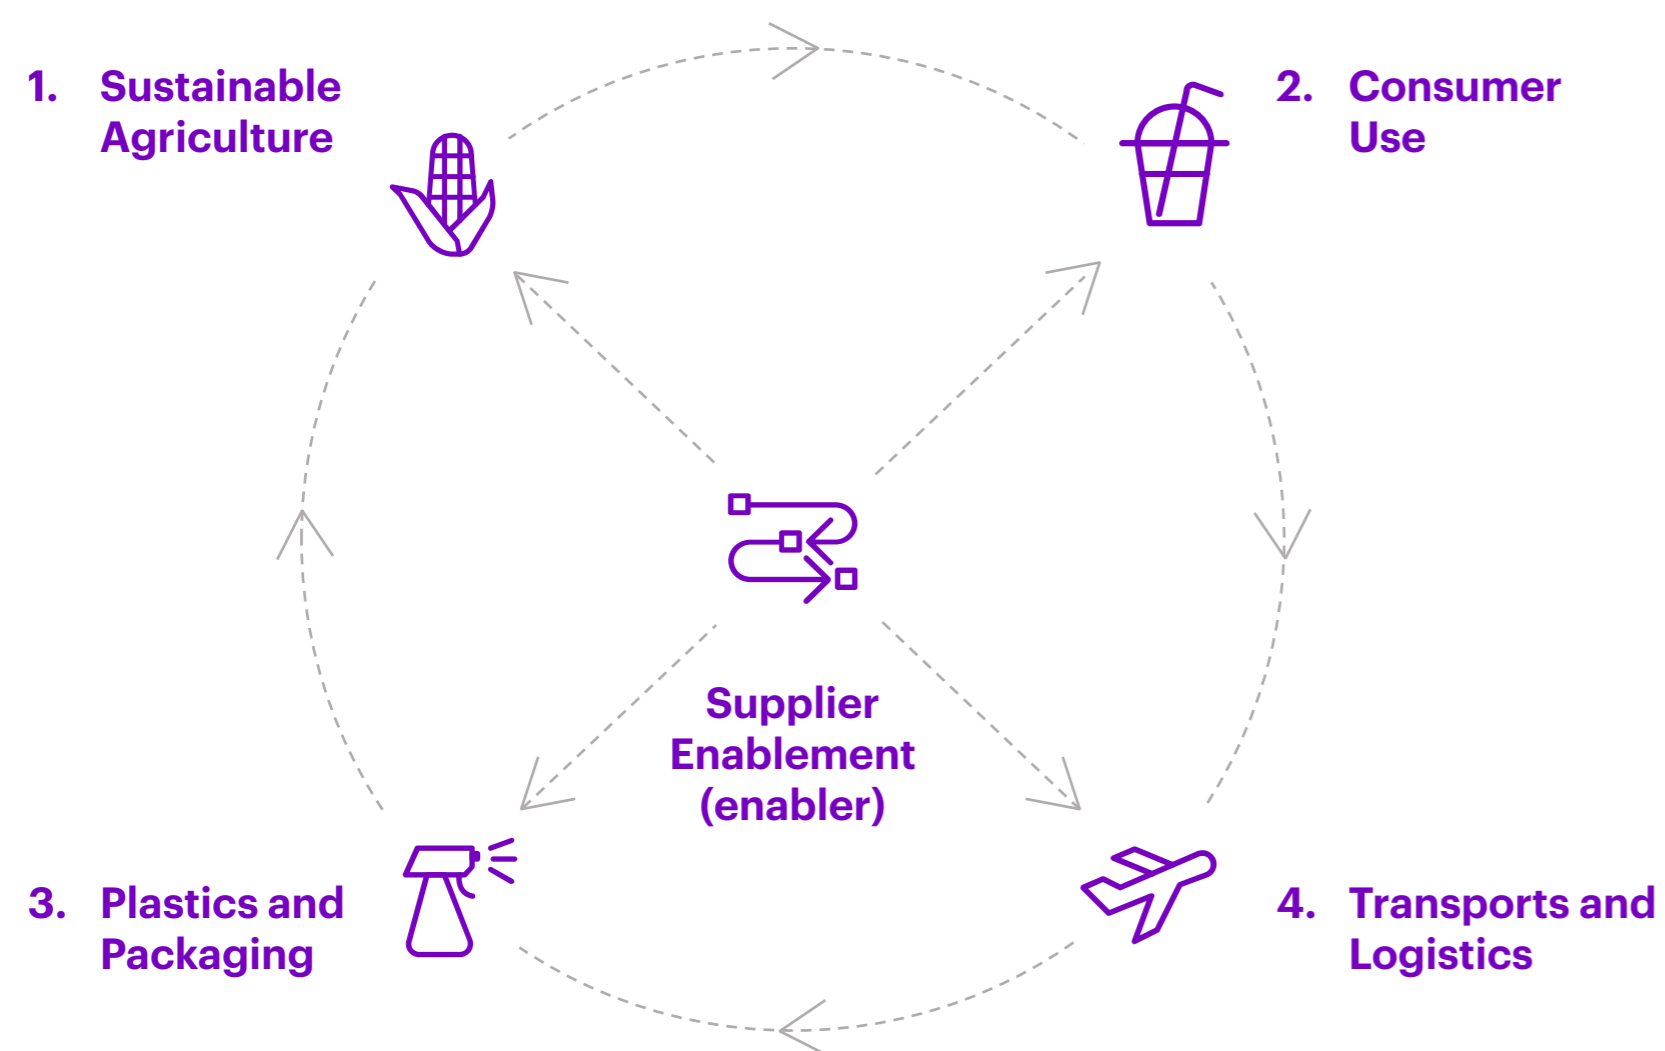 1. Sustainable
Agriculture
2. Consumer
Use
Supplier
Enablement
(enabler)
3. Plastics and
Packaging
4. Transports and
Logistics